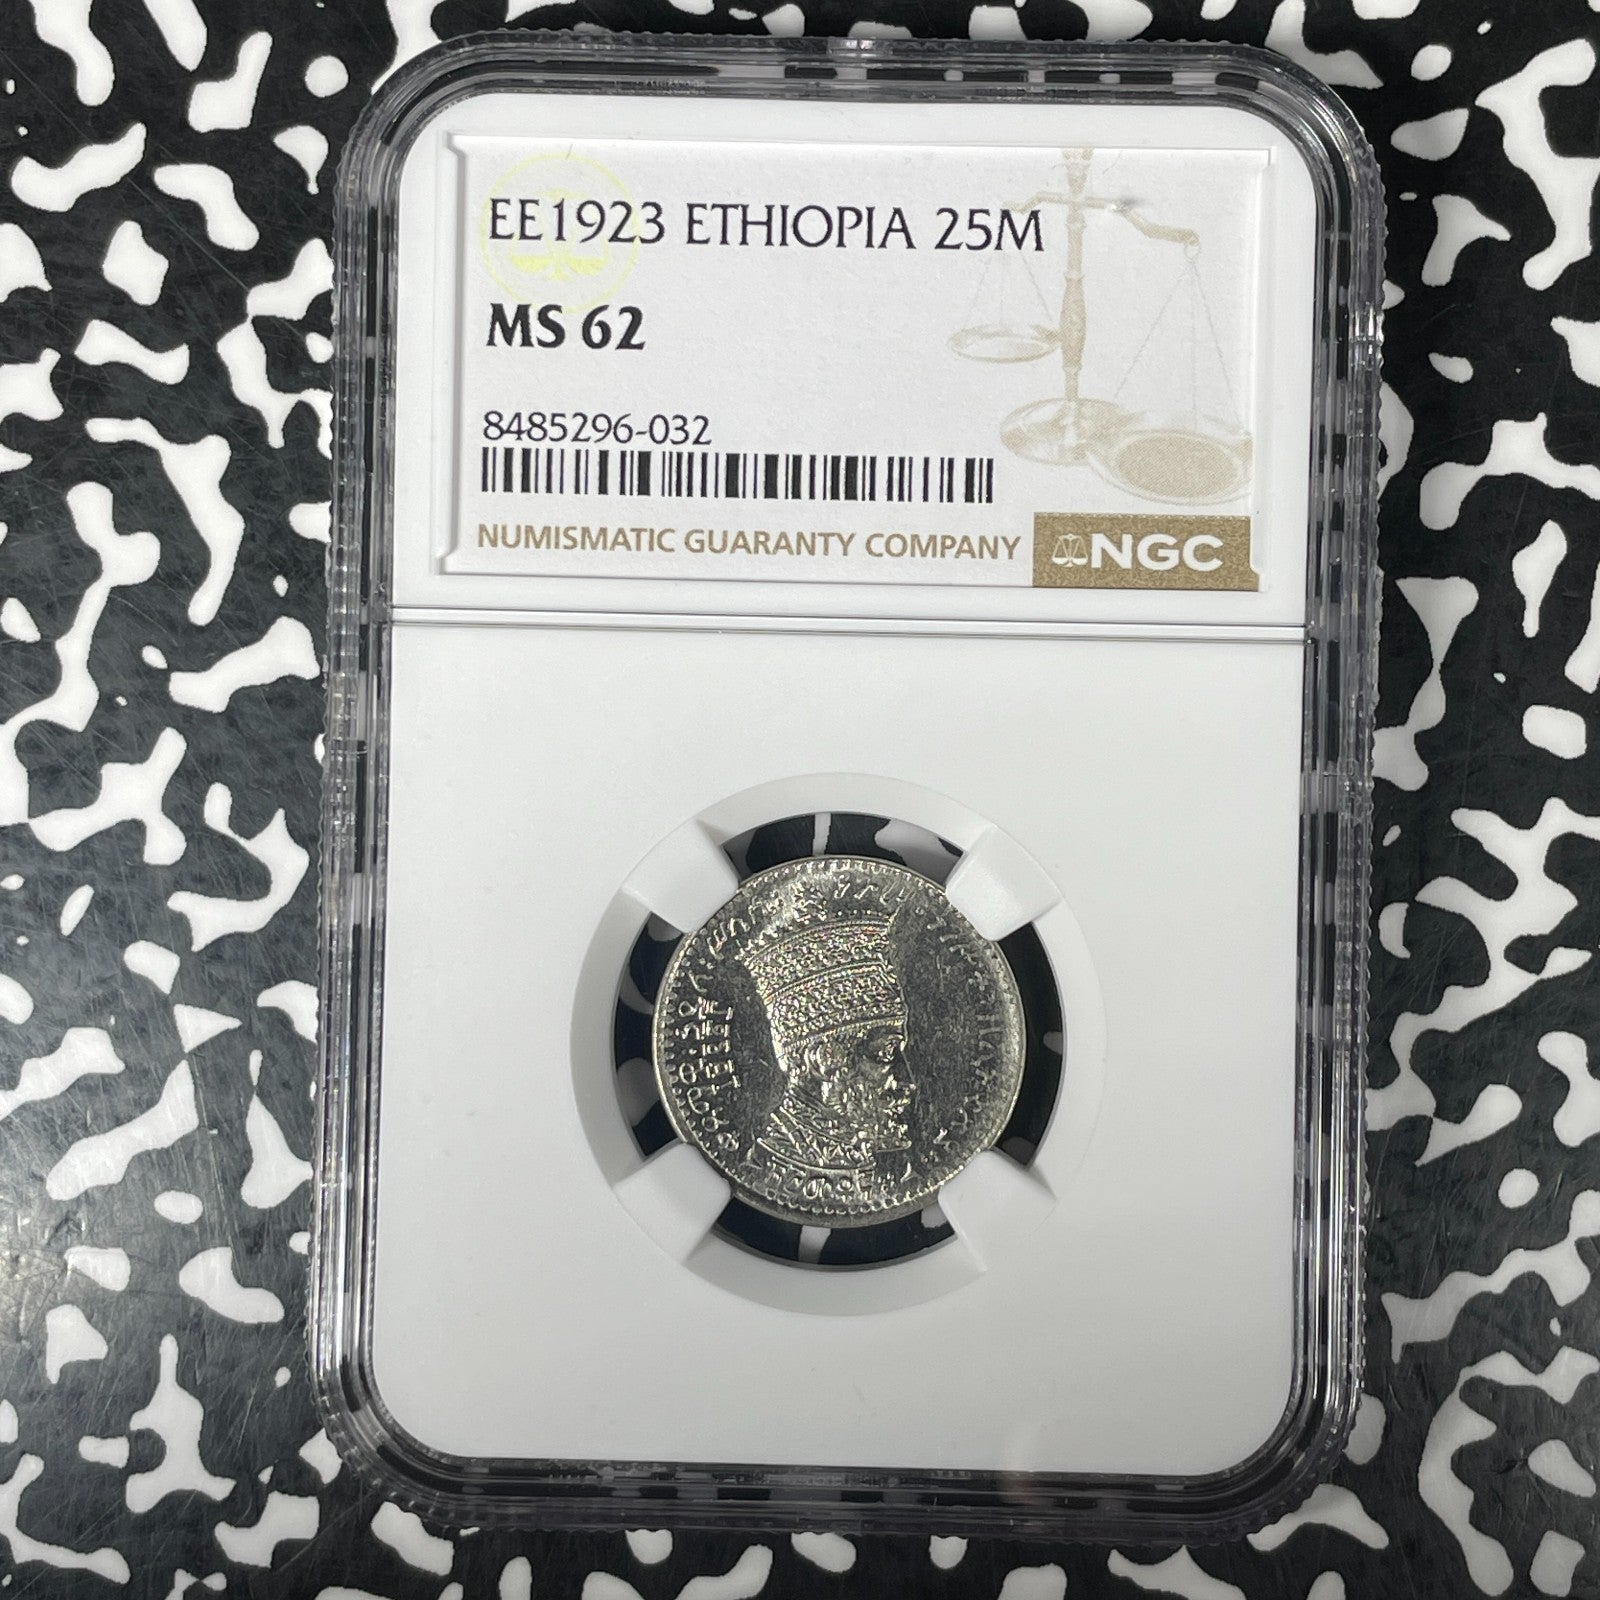 EE1923 ETHIOPIA 25M
MS 62
8485296-032
NUMISMATIC GUARANTY COMPANY
NGC